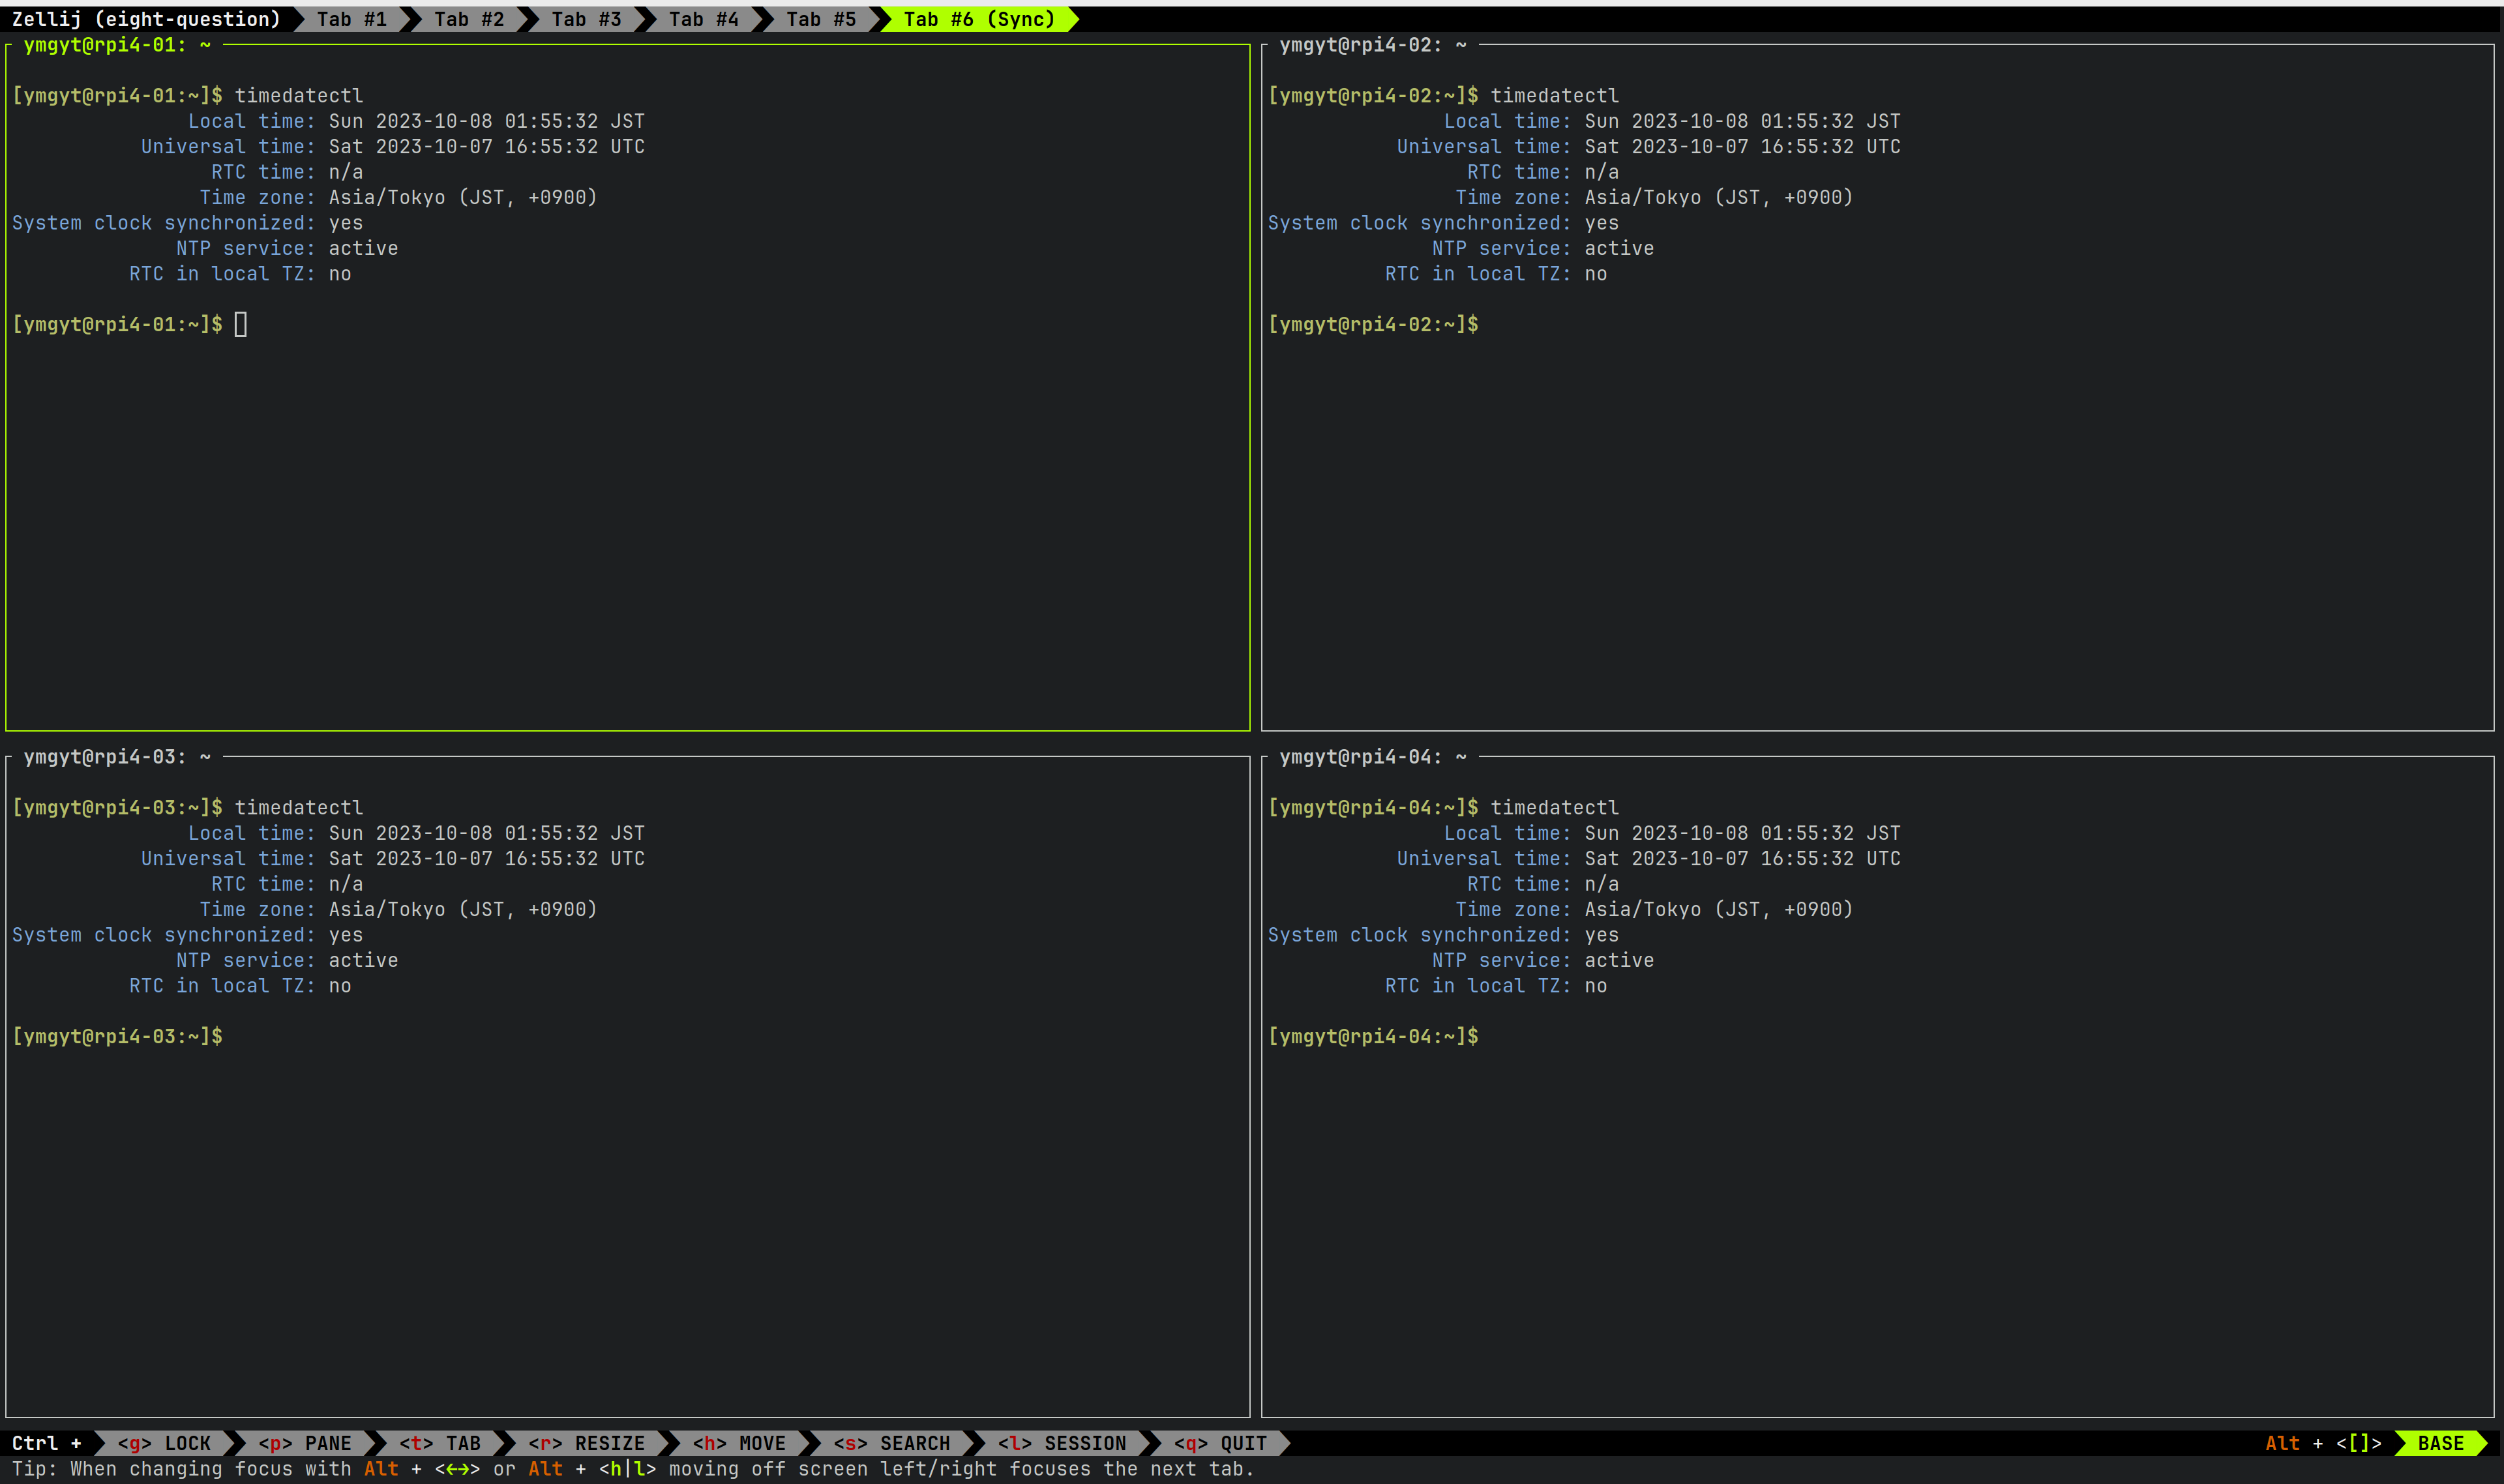 Zellij (eight-question) Tab #1 Tab #2 Tab #3 Tab #4 Tab #5 Tab #6 (Sync)
ymgyt@rpi4-01: ~
[ymgyt@rpi4-01:~]$ timedatectl
Local time: Sun 2023-10-08 01:55:32 JST
Universal time: Sat 2023-10-07 16:55:32 UTC
RTC time: n/a
Time zone: Asia/Tokyo (JST, +0900)
System clock synchronized: yes
NTP service: active
RTC in local TZ: no
[ymgyt@rpi4-01:~]$
ymgyt@rpi4-02: ~
[ymgyt@rpi4-02:~]$ timedatectl
Local time: Sun 2023-10-08 01:55:32 JST
Universal time: Sat 2023-10-07 16:55:32 UTC
RTC time: n/a
Time zone: Asia/Tokyo (JST, +0900)
System clock synchronized: yes
NTP service: active
RTC in local TZ: no
[ymgyt@rpi4-02:~]$
ymgyt@rpi4-03: ~
[ymgyt@rpi4-03:~]$ timedatectl
Local time: Sun 2023-10-08 01:55:32 JST
Universal time: Sat 2023-10-07 16:55:32 UTC
RTC time: n/a
Time zone: Asia/Tokyo (JST, +0900)
System clock synchronized: yes
NTP service: active
RTC in local TZ: no
[ymgyt@rpi4-03:~]$
ymgyt@rpi4-04: ~
[ymgyt@rpi4-04:~]$ timedatectl
Local time: Sun 2023-10-08 01:55:32 JST
Universal time: Sat 2023-10-07 16:55:32 UTC
RTC time: n/a
Time zone: Asia/Tokyo (JST, +0900)
System clock synchronized: yes
NTP service: active
RTC in local TZ: no
[ymgyt@rpi4-04:~]$
Ctrl + <g> LOCK <p> PANE <t> TAB <r> RESIZE <h> MOVE <s> SEARCH <l> SESSION <q> QUIT Alt + <[]> BASE
Tip: When changing focus with Alt + <←→> or Alt + <h|l> moving off screen left/right focuses the next tab.